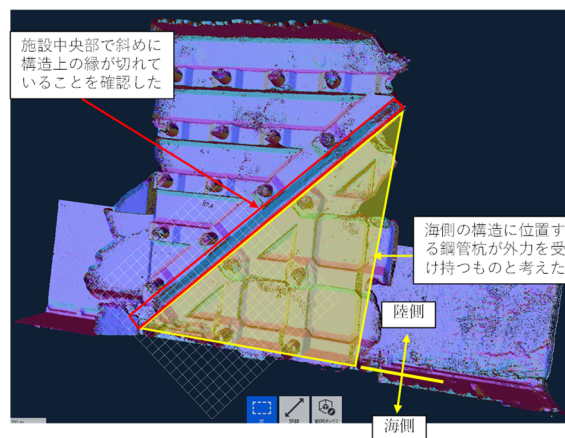 施設中央部で斜めに
構造上の縁が切れて
いることを確認した
海側の構造に位置す
る鋼管杭が外力を受
け持つものと考えた
陸側
海側